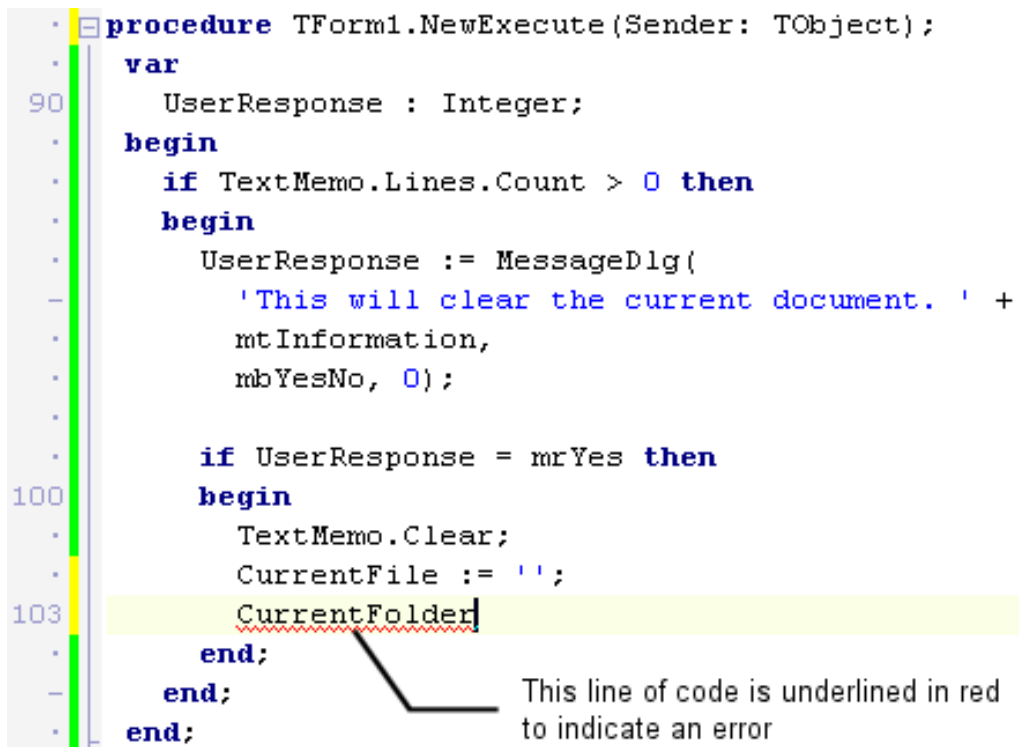 procedure TForm1.NewExecute(Sender: TObject);
var
90 UserResponse : Integer;
begin
if TextMemo.Lines.Count > 0 then
begin
UserResponse := MessageDlg(
'This will clear the current document. ' +
mtInformation,
mbYesNo, 0);
if UserResponse = mrYes then
100 begin
TextMemo.Clear;
CurrentFile := '';
103 CurrentFolder
end;
end;
end;
This line of code is underlined in red
to indicate an error